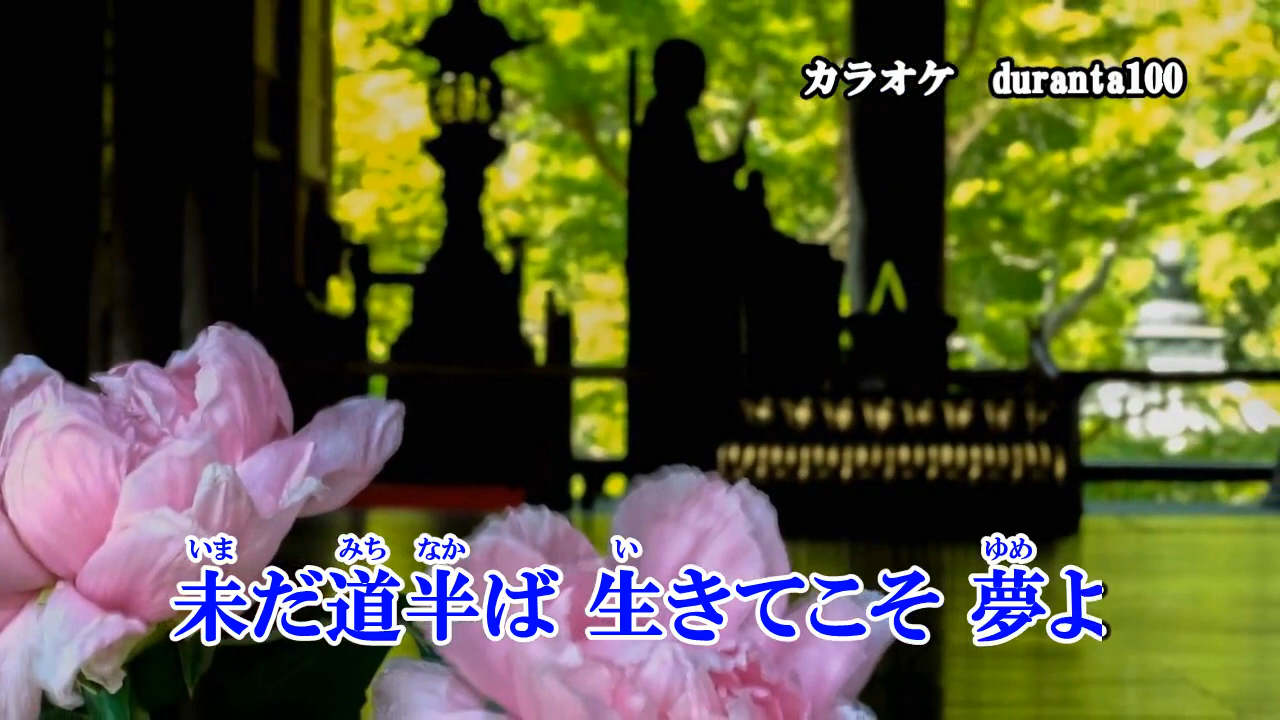 カラオケ duranta100
いま みち なか い ゆめ
未だ道半ば 生きてこそ 夢よ